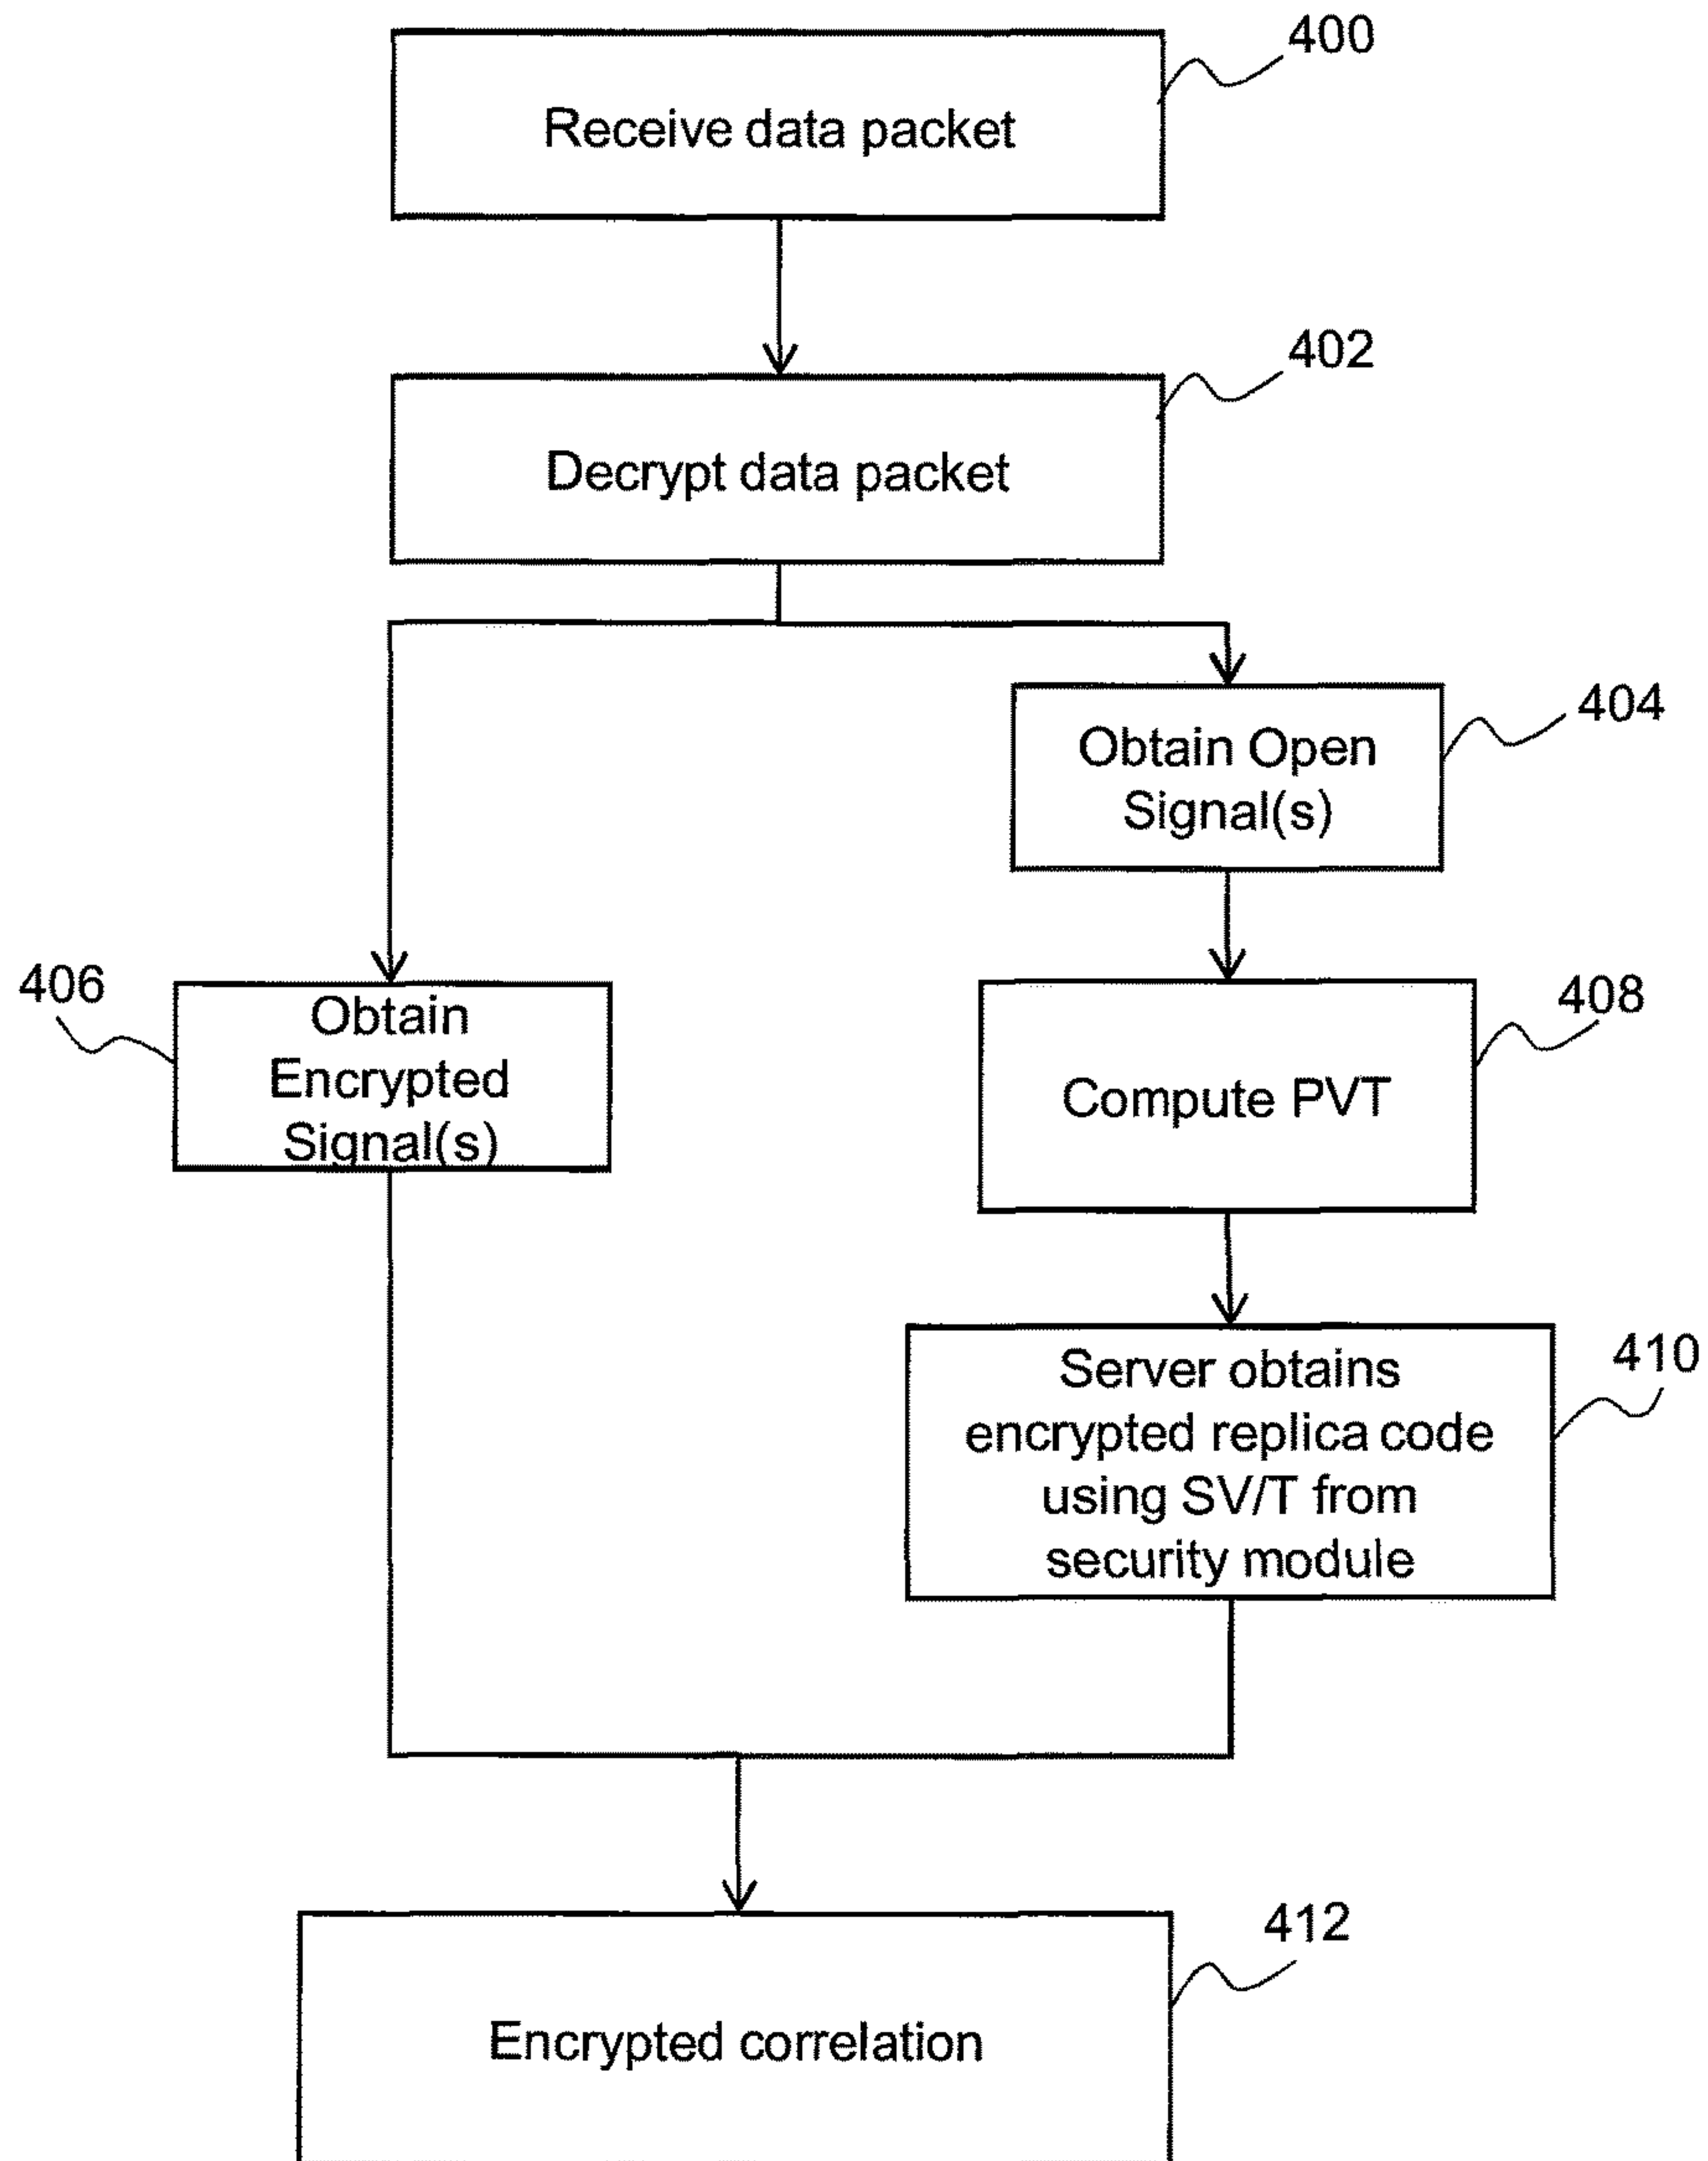 400
Receive data packet
402
Decrypt data packet
404
Obtain Open
Signal(s)
406
Obtain
Encrypted
Signal(s)
408
Compute PVT
410
Server obtains
encrypted replica code
using SV/T from
security module
412
Encrypted correlation